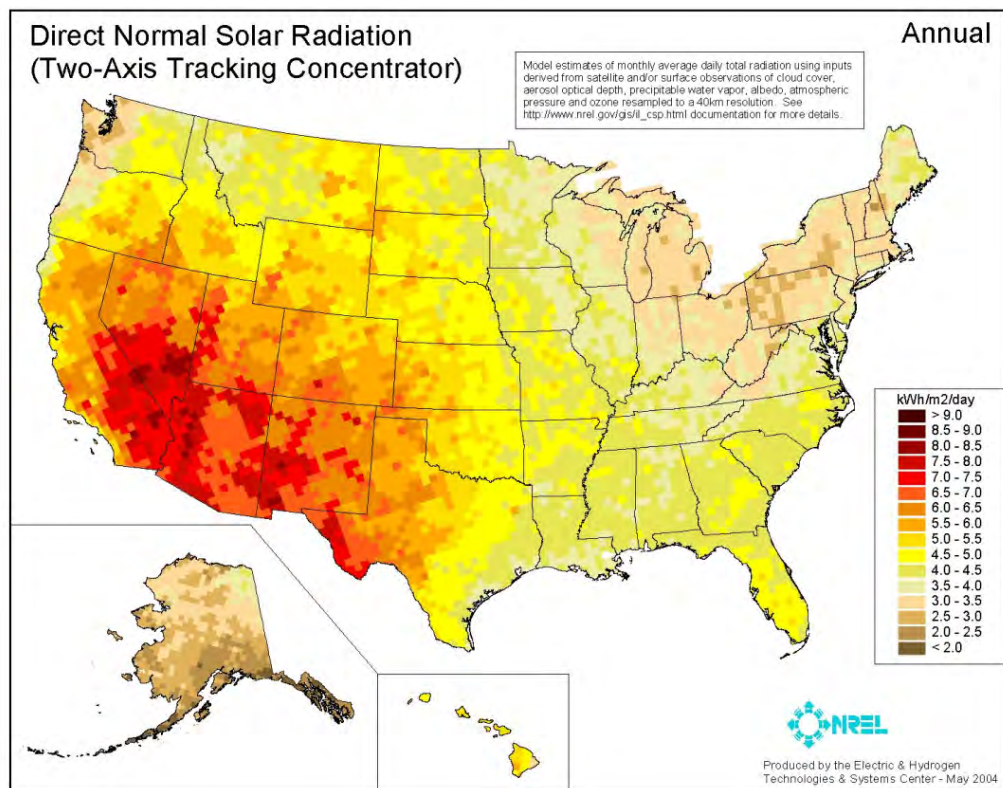 Direct Normal Solar Radiation
(Two-Axis Tracking Concentrator)
Annual
Model estimates of monthly average daily total radiation using inputs
derived from satellite and/or surface observations of cloud cover,
aerosol optical depth, precipitable water vapor, albedo, atmospheric
pressure and ozone resampled to a 40km resolution. See
http://www.nrel.gov/gis/il_csp.html documentation for more details.
kWh/m2/day
> 9.0
8.5 - 9.0
8.0 - 8.5
7.5 - 8.0
7.0 - 7.5
6.5 - 7.0
6.0 - 6.5
5.5 - 6.0
5.0 - 5.5
4.5 - 5.0
4.0 - 4.5
3.5 - 4.0
3.0 - 3.5
2.5 - 3.0
2.0 - 2.5
< 2.0
NREL
Produced by the Electric & Hydrogen
Technologies & Systems Center - May 2004